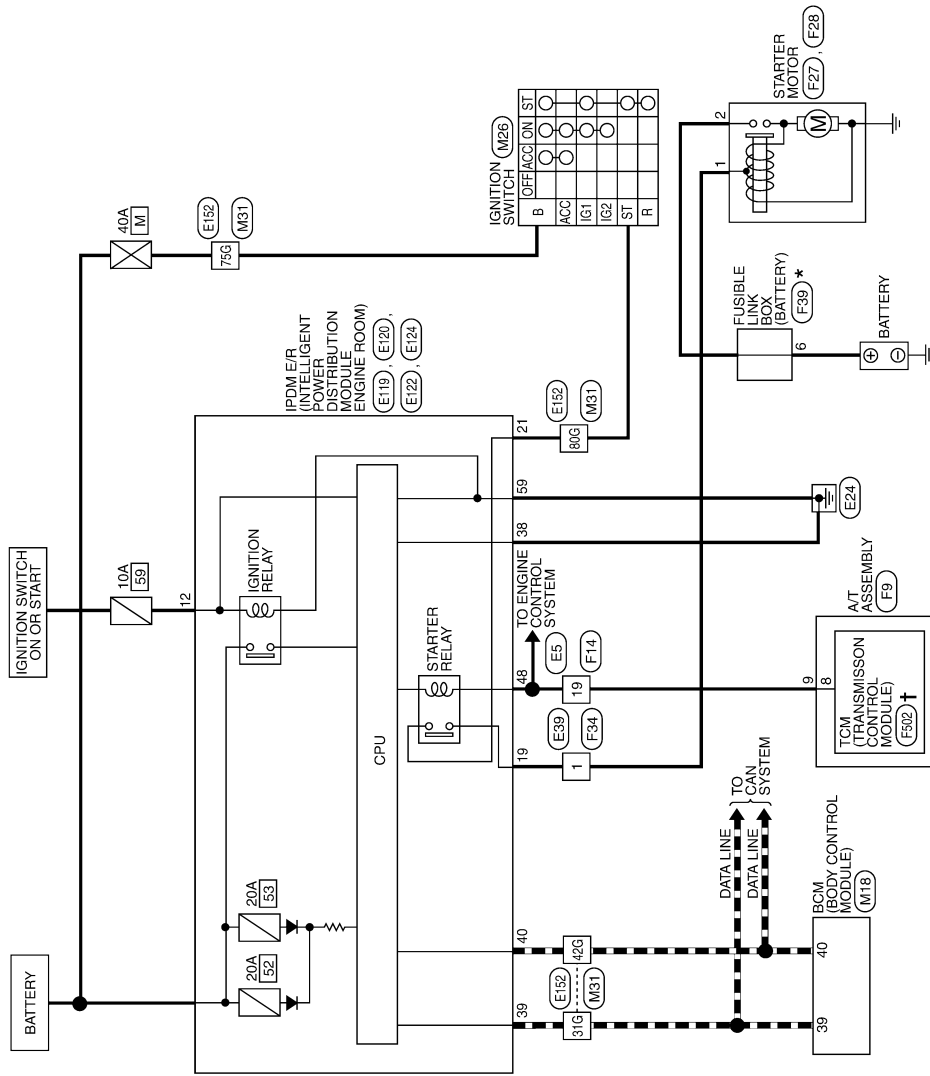 BATTERY
IGNITION SWITCH
ON OR START
40A
M
10A
59
E152
75G
M31
IGNITION
SWITCH
M26
OFF
ACC
ON
ST
B
ACC
IG1
IG2
ST
R
IPDM E/R
(INTELLIGENT
POWER
DISTRIBUTION
MODULE
ENGINE ROOM)
E119 , E120 ,
E122 , E124
12
20A
52
20A
53
IGNITION
RELAY
CPU
STARTER
RELAY
39
40
19
48
38
59
21
E152
31G
42G
M31
E39
1
F34
E5
19
F14
TO ENGINE
CONTROL
SYSTEM
E152
80G
M31
E24
DATA LINE
DATA LINE
TO
CAN
SYSTEM
39
40
BCM
(BODY CONTROL
MODULE)
M18
9
8
TCM
(TRANSMISSON
CONTROL
MODULE)
F502 †
A/T
ASSEMBLY
F9
FUSIBLE
LINK
BOX
(BATTERY)
F39 *
6
+
-
BATTERY
1
2
M
STARTER
MOTOR
F27 , F28